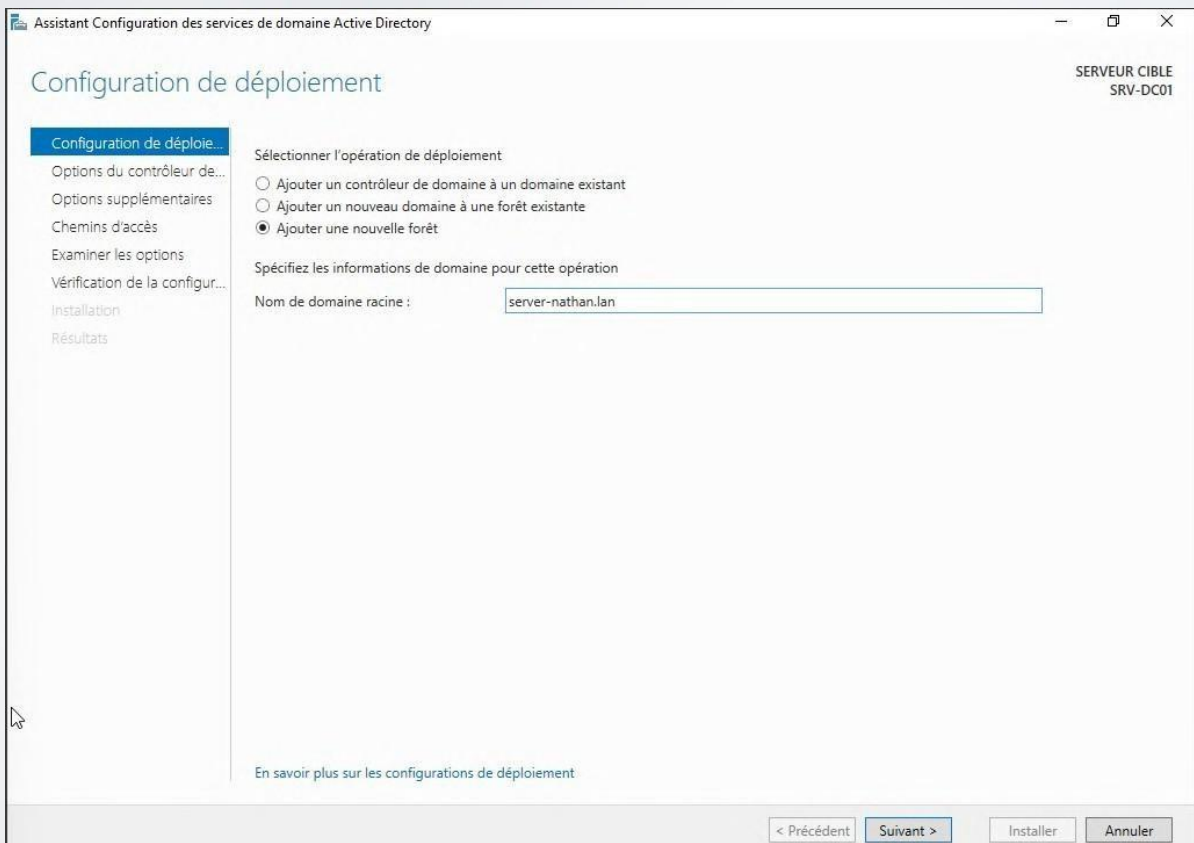 Assistant Configuration des services de domaine Active Directory
Configuration de déploiement
SERVEUR CIBLE
SRV-DC01
Configuration de déploie...
Options du contrôleur de...
Options supplémentaires
Chemins d'accès
Examiner les options
Vérification de la configur...
Installation
Résultats
Sélectionner l'opération de déploiement
Ajouter un contrôleur de domaine à un domaine existant
Ajouter un nouveau domaine à une forêt existante
Ajouter une nouvelle forêt
Spécifiez les informations de domaine pour cette opération
Nom de domaine racine : server-nathan.lan
En savoir plus sur les configurations de déploiement
< Précédent Suivant > Installer Annuler